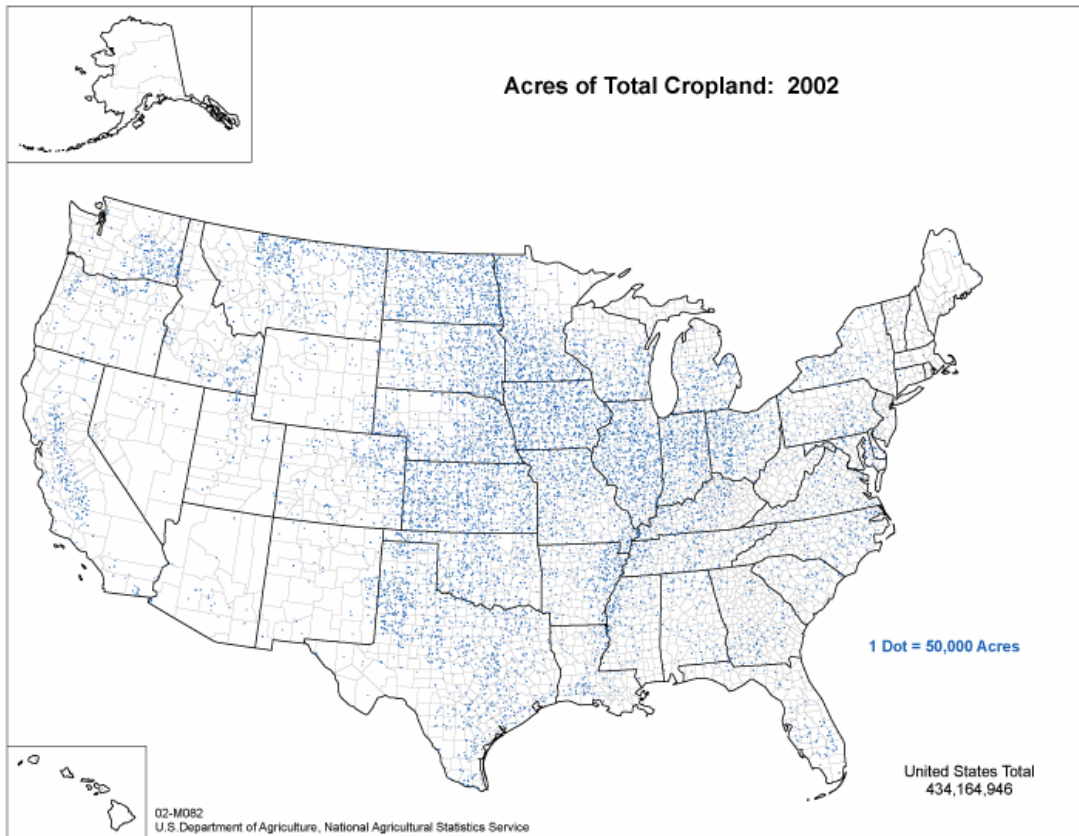 Acres of Total Cropland: 2002
1 Dot = 50,000 Acres
United States Total
434,164,946
02-M082
U.S.Department of Agriculture, National Agricultural Statistics Service